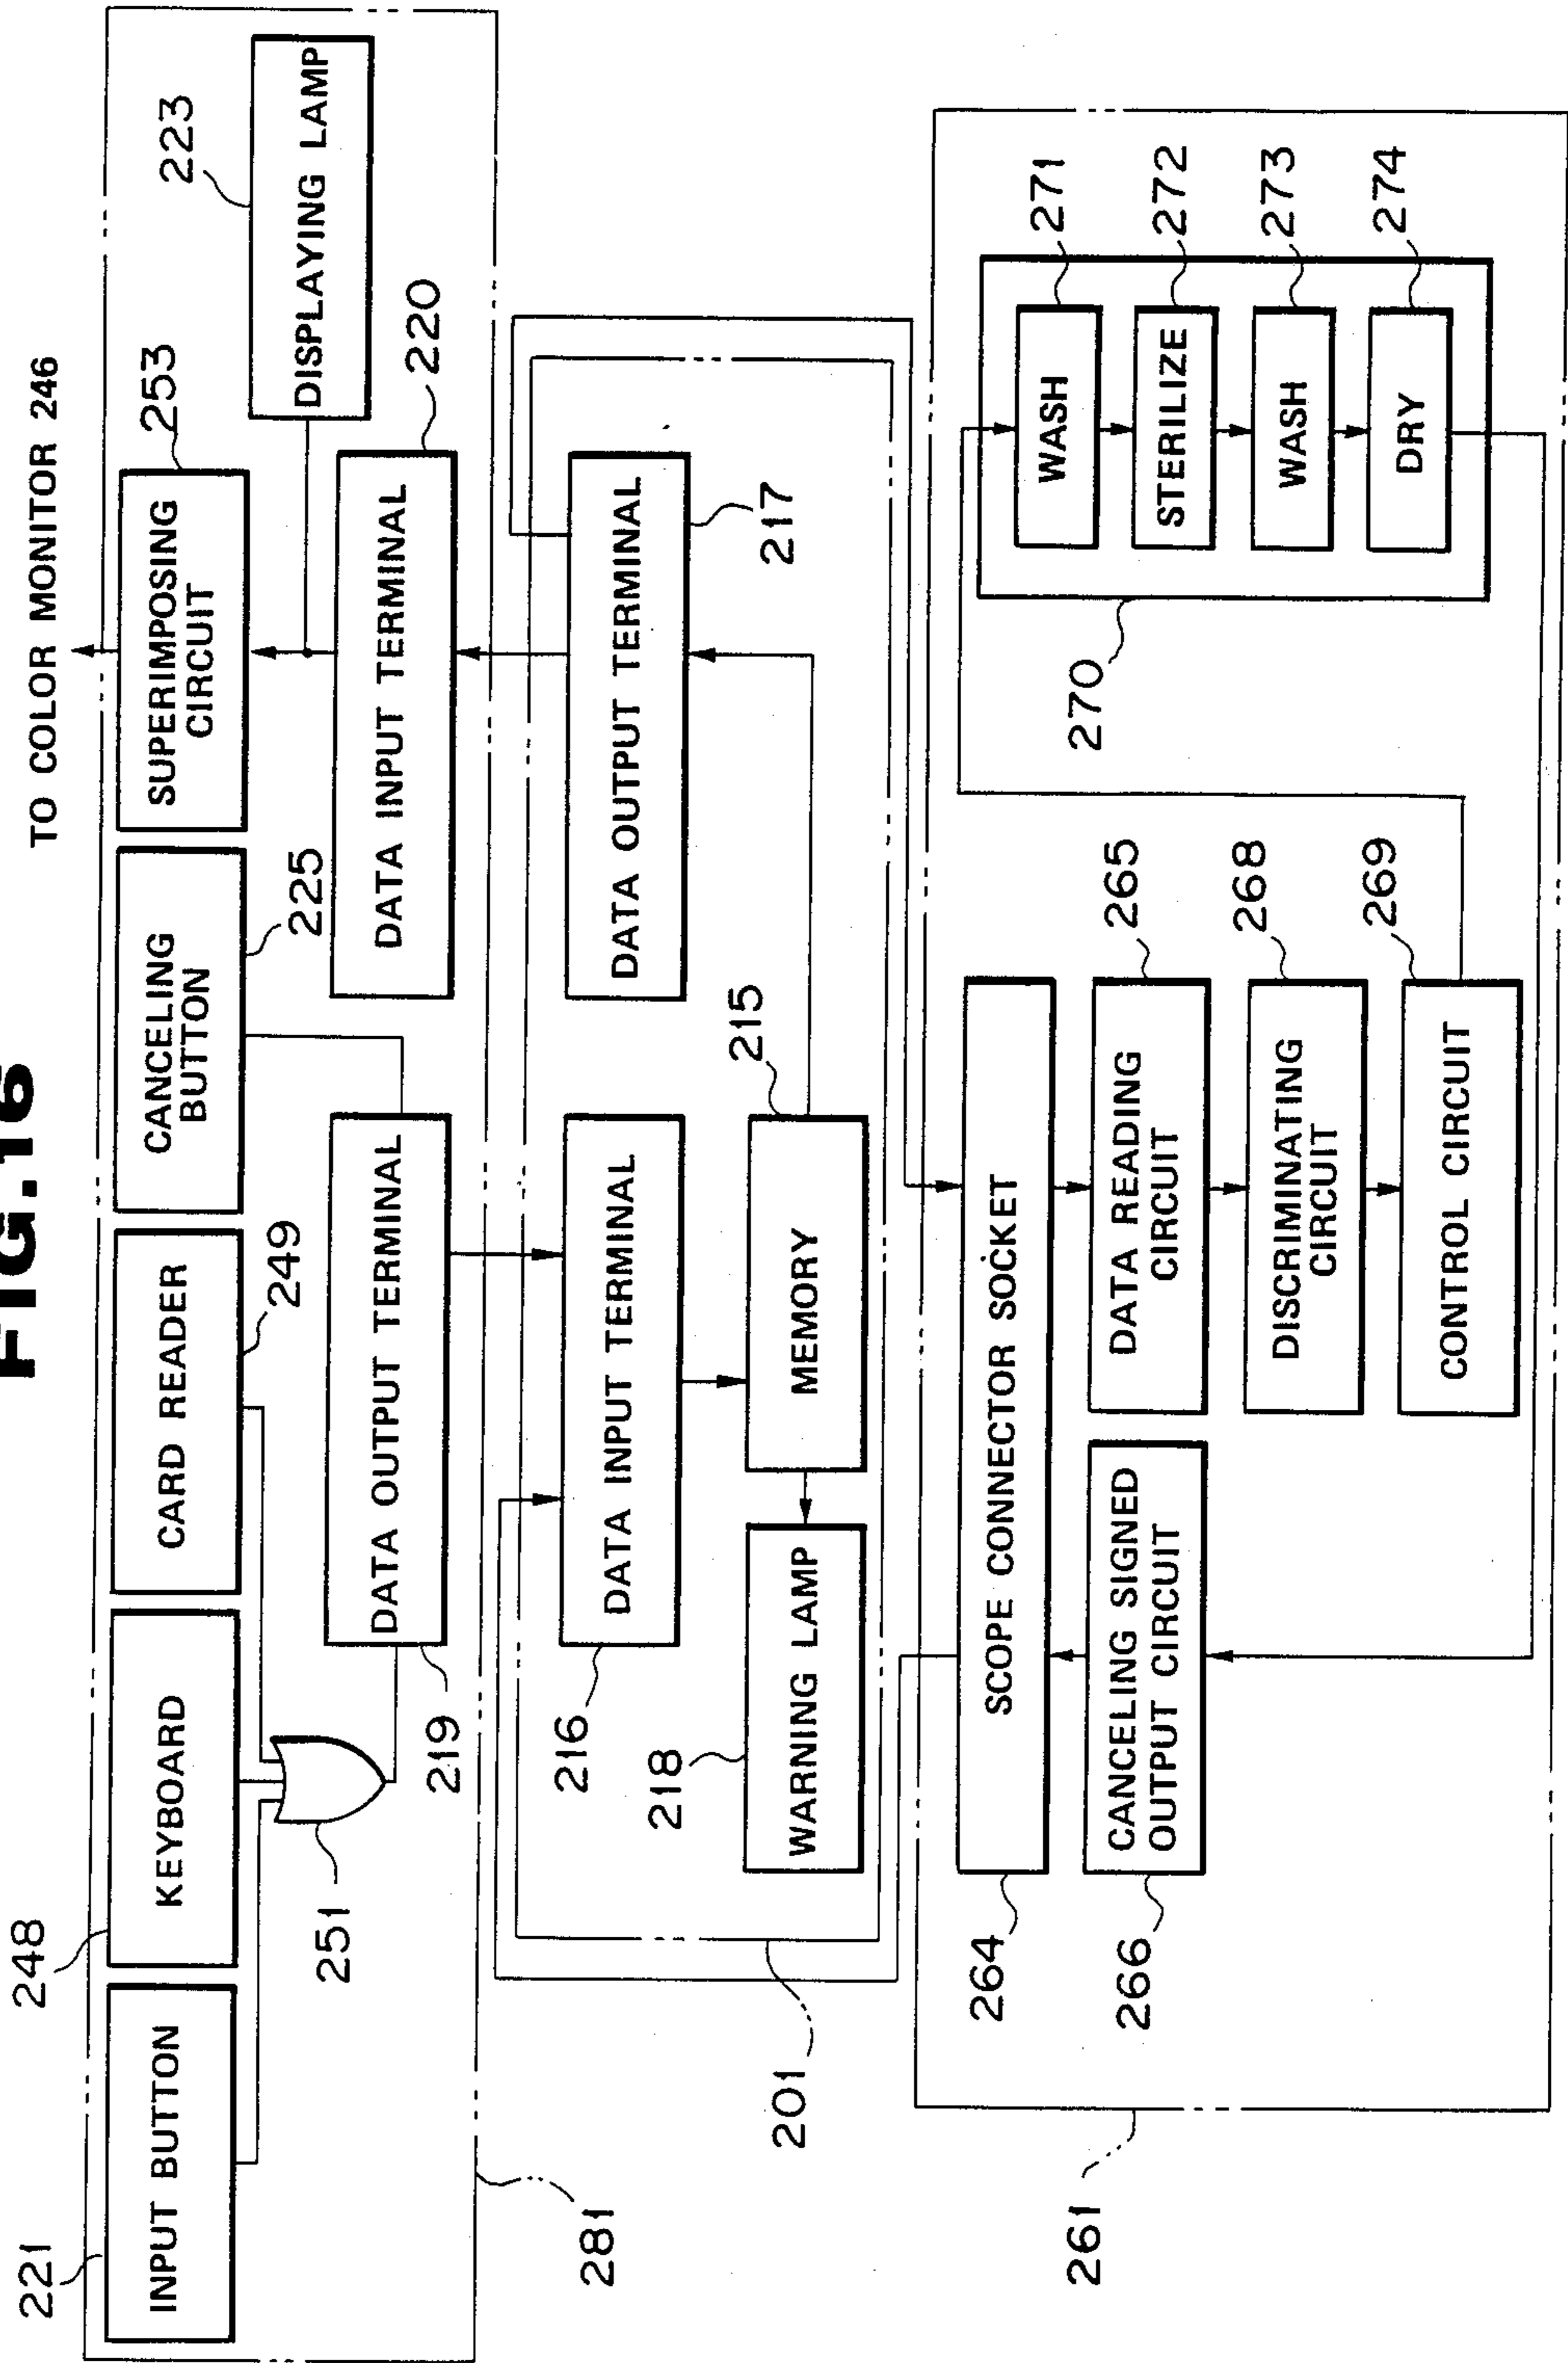 FIG.16
TO COLOR MONITOR 246
221
248
INPUT BUTTON
KEYBOARD
CARD READER
249
CANCELING
BUTTON
225
SUPERIMPOSING
CIRCUIT
253
223
DISPLAYING LAMP
251
DATA OUTPUT TERMINAL
219
DATA INPUT TERMINAL
220
281
216
DATA INPUT TERMINAL
DATA OUTPUT TERMINAL
217
218
WARNING LAMP
MEMORY
215
201
264
SCOPE CONNECTOR SOCKET
266
CANCELING SIGNED
OUTPUT CIRCUIT
DATA READING
CIRCUIT
265
DISCRIMINATING
CIRCUIT
268
CONTROL CIRCUIT
269
270
WASH
271
STERILIZE
272
WASH
273
DRY
274
261